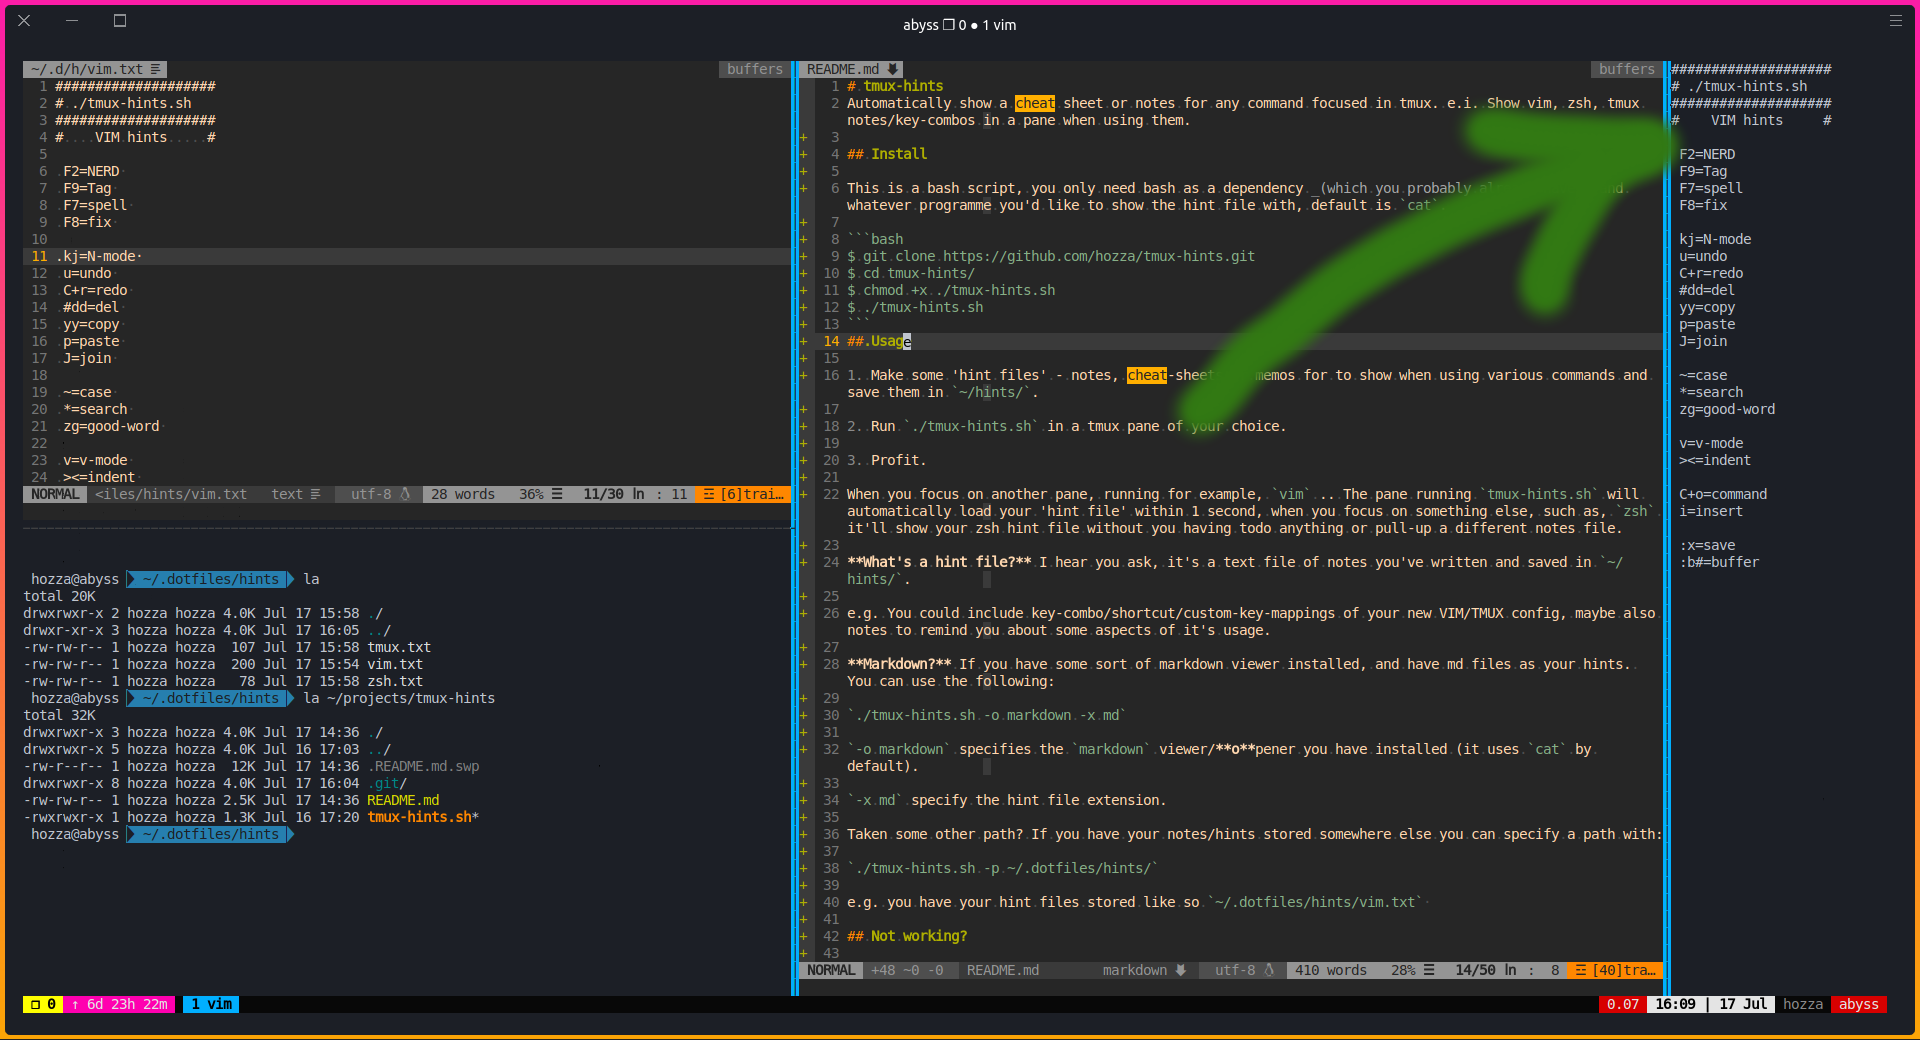 abyss ❐ 0 ● 1 vim
~/.d/h/vim.txt
buffers
1 ####################
2 # ./tmux-hints.sh
3 ####################
4 #    VIM hints     #
5
6 F2=NERD
7 F9=Tag
8 F7=spell
9 F8=fix
10
11 kj=N-mode
12 u=undo
13 C+r=redo
14 #dd=del
15 yy=copy
16 p=paste
17 J=join
18
19 ~=case
20 *=search
21 zg=good-word
22
23 v=v-mode
24 ><=indent
NORMAL <iles/hints/vim.txt text utf-8 28 words 36% ☰ 11/30 ln : 11 ☲ [6]trai…
hozza@abyss ~/.dotfiles/hints la
total 20K
drwxrwxr-x 2 hozza hozza 4.0K Jul 17 15:58 ./
drwxr-xr-x 3 hozza hozza 4.0K Jul 17 16:05 ../
-rw-rw-r-- 1 hozza hozza  107 Jul 17 15:58 tmux.txt
-rw-rw-r-- 1 hozza hozza  200 Jul 17 15:54 vim.txt
-rw-rw-r-- 1 hozza hozza   78 Jul 17 15:58 zsh.txt
hozza@abyss ~/.dotfiles/hints la ~/projects/tmux-hints
total 32K
drwxrwxr-x 3 hozza hozza 4.0K Jul 17 14:36 ./
drwxrwxr-x 5 hozza hozza 4.0K Jul 16 17:03 ../
-rw-r--r-- 1 hozza hozza  12K Jul 17 14:36 .README.md.swp
drwxrwxr-x 8 hozza hozza 4.0K Jul 17 16:04 .git/
-rw-rw-r-- 1 hozza hozza 2.5K Jul 17 14:36 README.md
-rwxrwxr-x 1 hozza hozza 1.3K Jul 16 17:20 tmux-hints.sh*
hozza@abyss ~/.dotfiles/hints
README.md
buffers
1 # tmux-hints
2 Automatically show a cheat sheet or notes for any command focused in tmux. e.i. Show vim, zsh, tmux
notes/key-combos in a pane when using them.
+ 3
+ 4 ## Install
+ 5
+ 6 This is a bash script, you only need bash as a dependency _(which you probably
whatever programme you'd like to show the hint file with, default is `cat`
+ 7
+ 8 ```bash
+ 9 $ git clone https://github.com/hozza/tmux-hints.git
+ 10 $ cd tmux-hints/
+ 11 $ chmod +x ./tmux-hints.sh
+ 12 $ ./tmux-hints.sh
+ 13 ```
+ 14 ## Usage
+ 15
+ 16 1. Make some 'hint files' - notes, cheat-sheet memos for to show when using various commands and
save them in `~/hints/`.
+ 17
+ 18 2. Run `./tmux-hints.sh` in a tmux pane of your choice.
+ 19
+ 20 3. Profit.
+ 21
+ 22 When you focus on another pane, running for example, `vim` ... The pane running `tmux-hints.sh` will
automatically load your 'hint file' within 1 second, when you focus on something else, such as, `zsh`
it'll show your zsh hint file without you having todo anything or pull-up a different notes file.
+ 23
+ 24 **What's a hint file?** I hear you ask, it's a text file of notes you've written and saved in `~/
hints/`.
+ 25
+ 26 e.g. You could include key-combo/shortcut/custom-key-mappings of your new VIM/TMUX config, maybe also
notes to remind you about some aspects of it's usage.
+ 27
+ 28 **Markdown?** If you have some sort of markdown viewer installed, and have md files as your hints.
You can use the following:
+ 29
+ 30 `./tmux-hints.sh -o markdown -x md`
+ 31
+ 32 `-o markdown` specifies the `markdown` viewer/**o**pener you have installed (it uses `cat` by
default).
+ 33
+ 34 `-x md` specify the hint file extension.
+ 35
+ 36 Taken some other path? If you have your notes/hints stored somewhere else you can specify a path with:
+ 37
+ 38 `./tmux-hints.sh -p ~/.dotfiles/hints/`
+ 39
+ 40 e.g. you have your hint files stored like so `~/.dotfiles/hints/vim.txt`
+ 41
+ 42 ## Not working?
+ 43
NORMAL +48 ~0 -0 README.md markdown utf-8 410 words 28% ☰ 14/50 ln : 8 ☲ [40]tra…
####################
# ./tmux-hints.sh
####################
#    VIM hints     #
F2=NERD
F9=Tag
F7=spell
F8=fix
kj=N-mode
u=undo
C+r=redo
#dd=del
yy=copy
p=paste
J=join
~=case
*=search
zg=good-word
v=v-mode
><=indent
C+o=command
i=insert
:x=save
:b#=buffer
❐ 0 ↑ 6d 23h 22m 1 vim
0.07 16:09 | 17 Jul hozza abyss